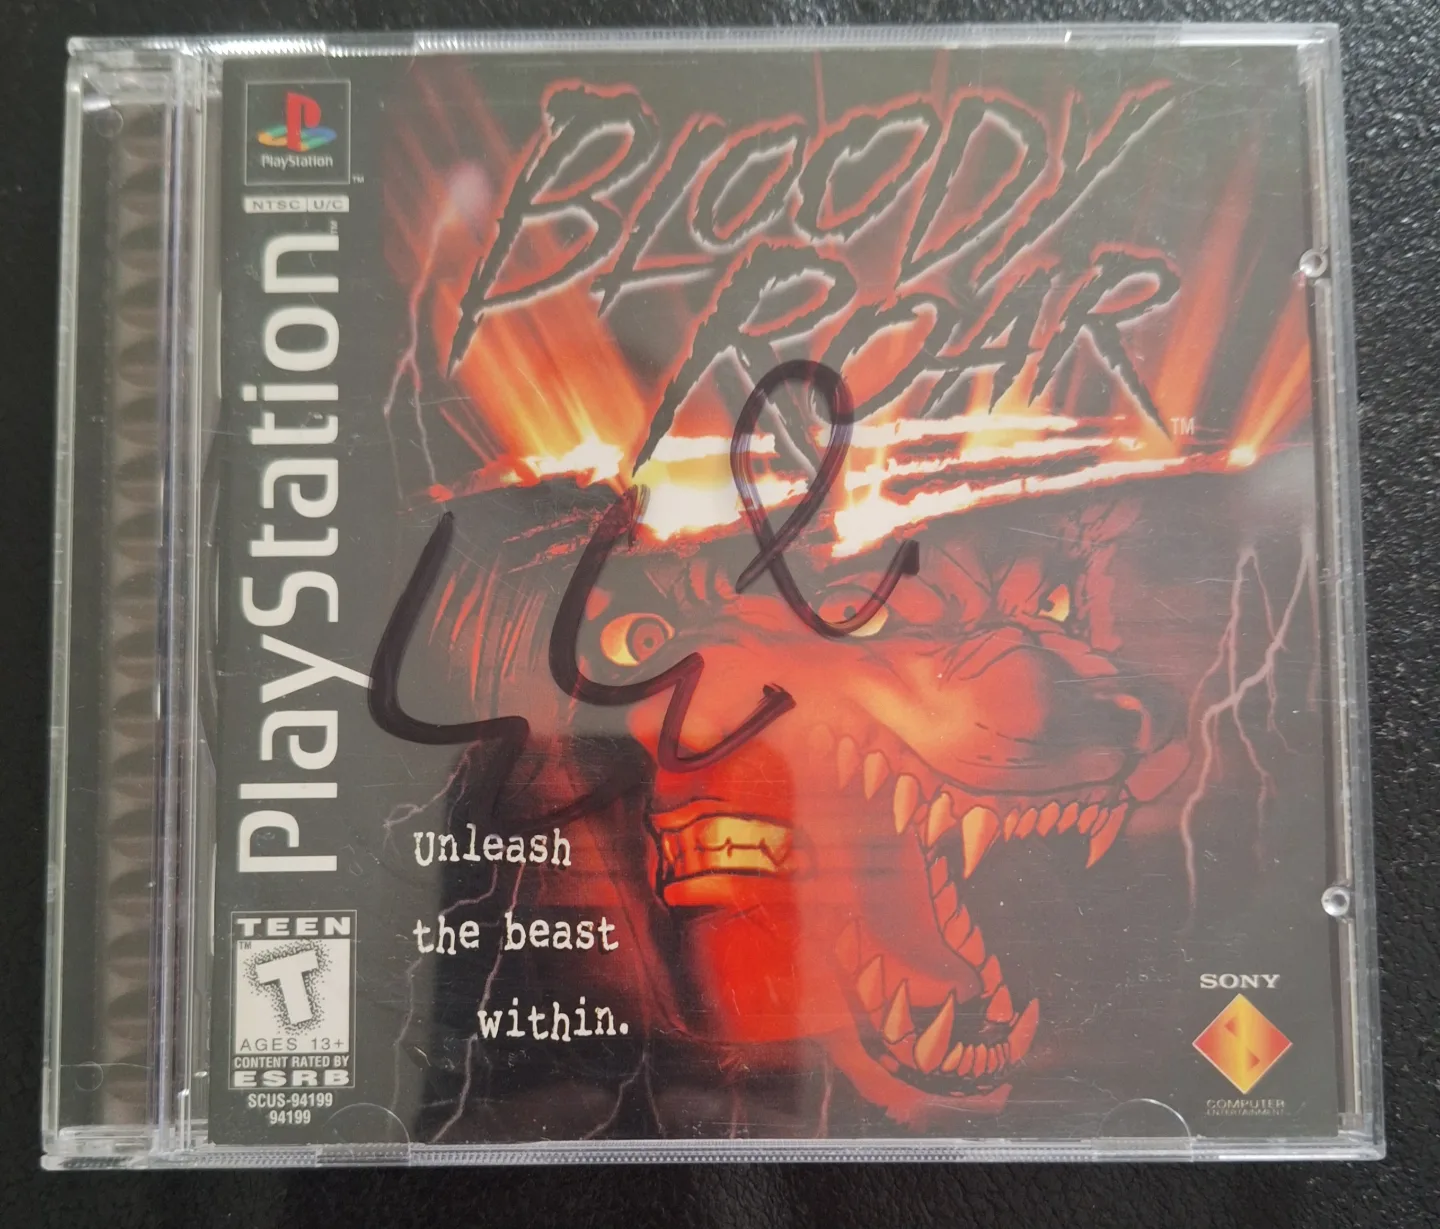 PlayStation
NTSC U/C
PlayStation
BLOODY
ROAR
TM
Unleash
the beast
within.
TEEN
T
AGES 13+
CONTENT RATED BY
ESRB
SCUS-94199
94199
SONY
COMPUTER
ENTERTAINMENT